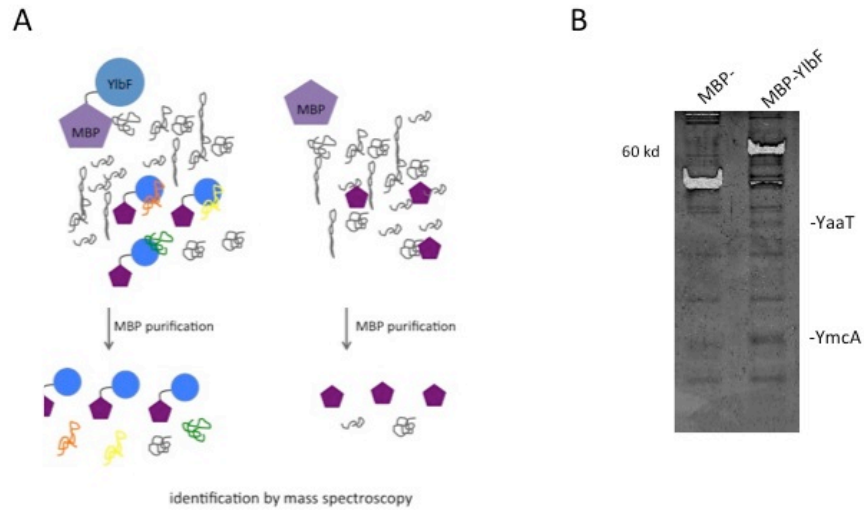 A
YlbF
MBP
MBP
MBP purification
MBP purification
identification by mass spectroscopy
B
MBP-
MBP-YlbF
60 kd
-YaaT
-YmcA